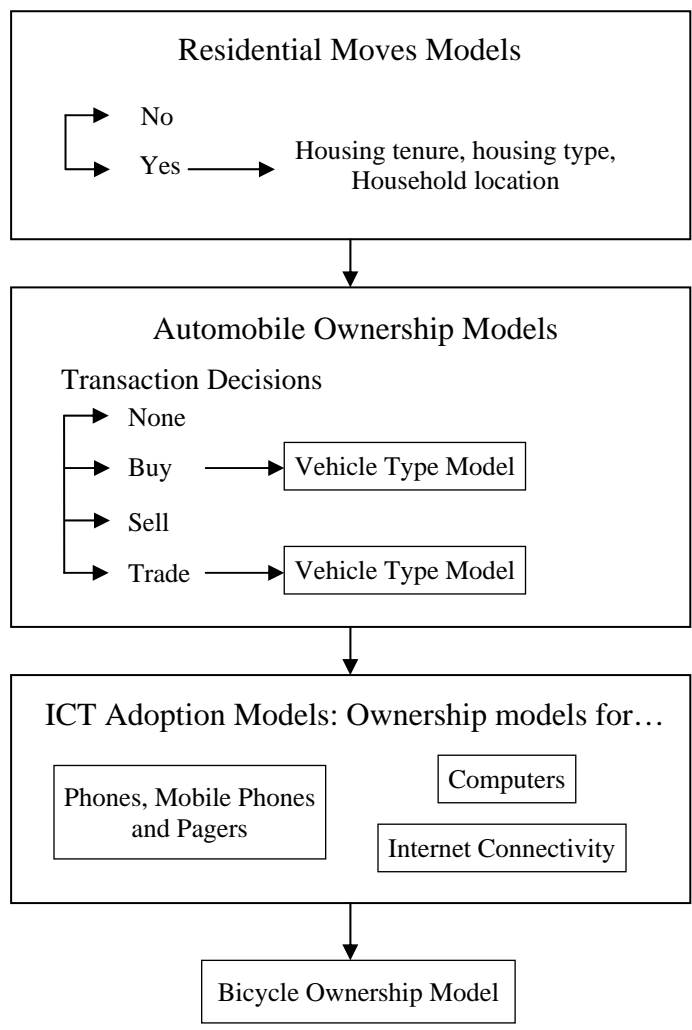 Residential Moves Models
No
Yes
Housing tenure, housing type,
Household location
Automobile Ownership Models
Transaction Decisions
None
Buy
Vehicle Type Model
Sell
Trade
Vehicle Type Model
ICT Adoption Models: Ownership models for…
Phones, Mobile Phones
and Pagers
Computers
Internet Connectivity
Bicycle Ownership Model